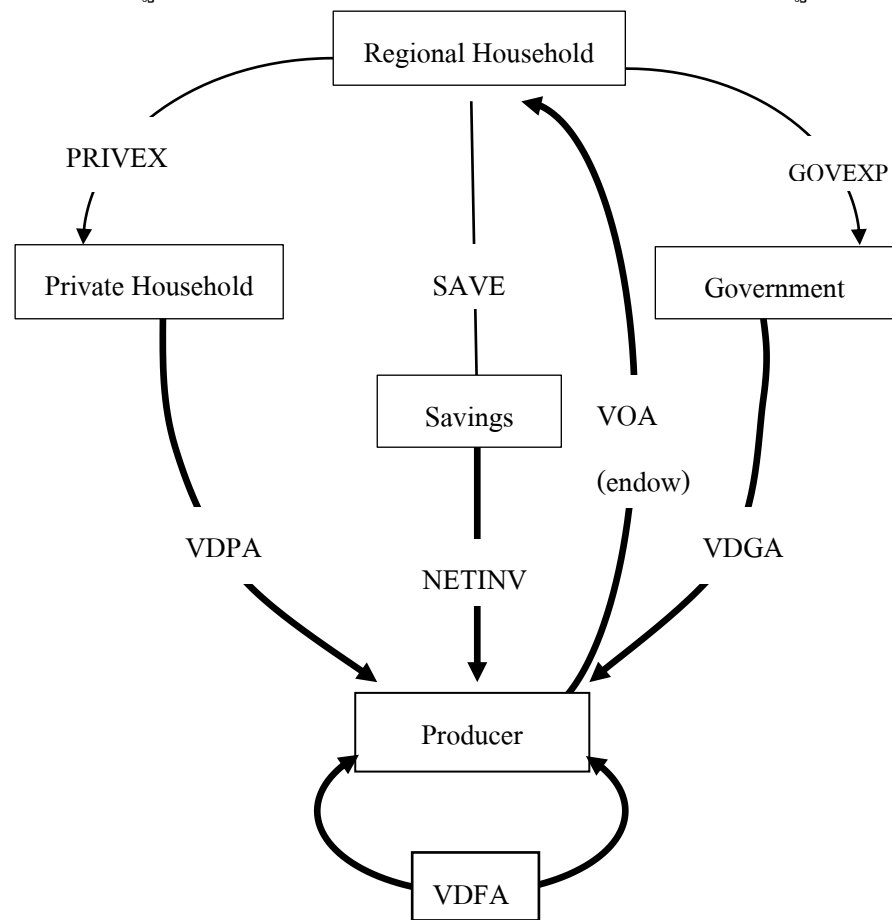 Regional Household
PRIVEX
GOVEXP
Private Household
SAVE
Government
Savings
VOA
(endow)
VDPA
NETINV
VDGA
Producer
VDFA